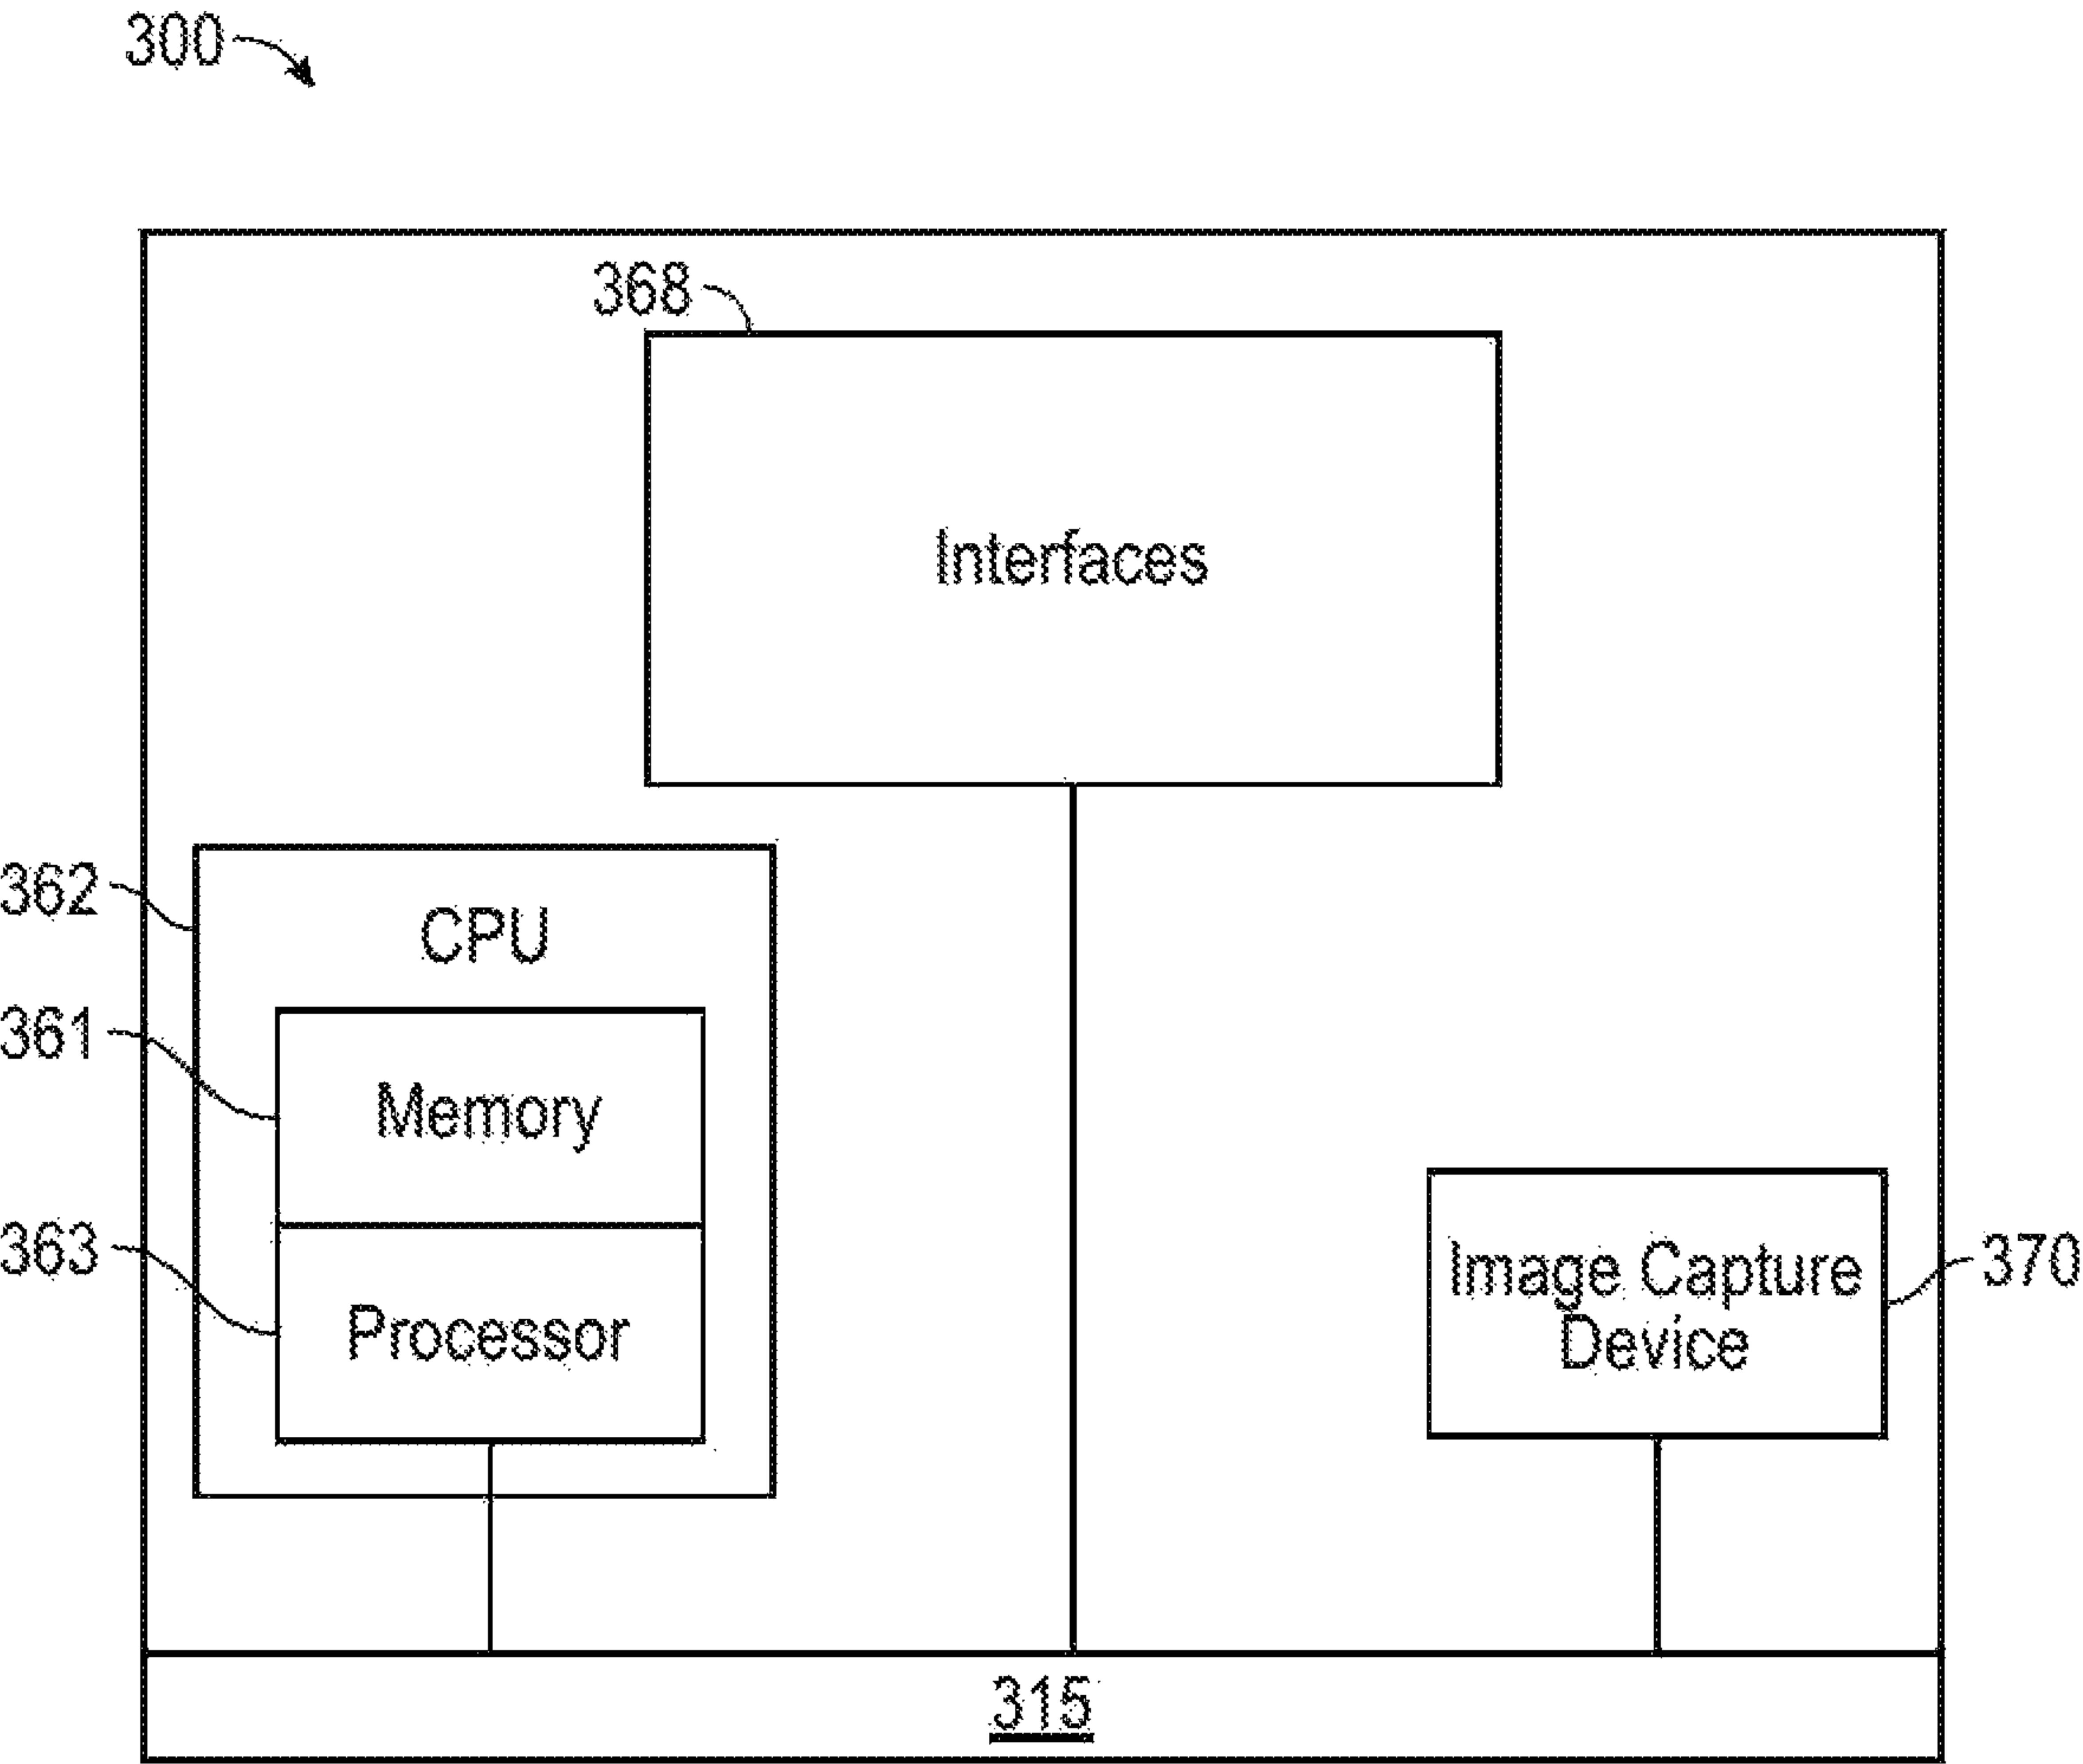 300
368
Interfaces
362
CPU
361
Memory
363
Processor
Image Capture
Device
370
315